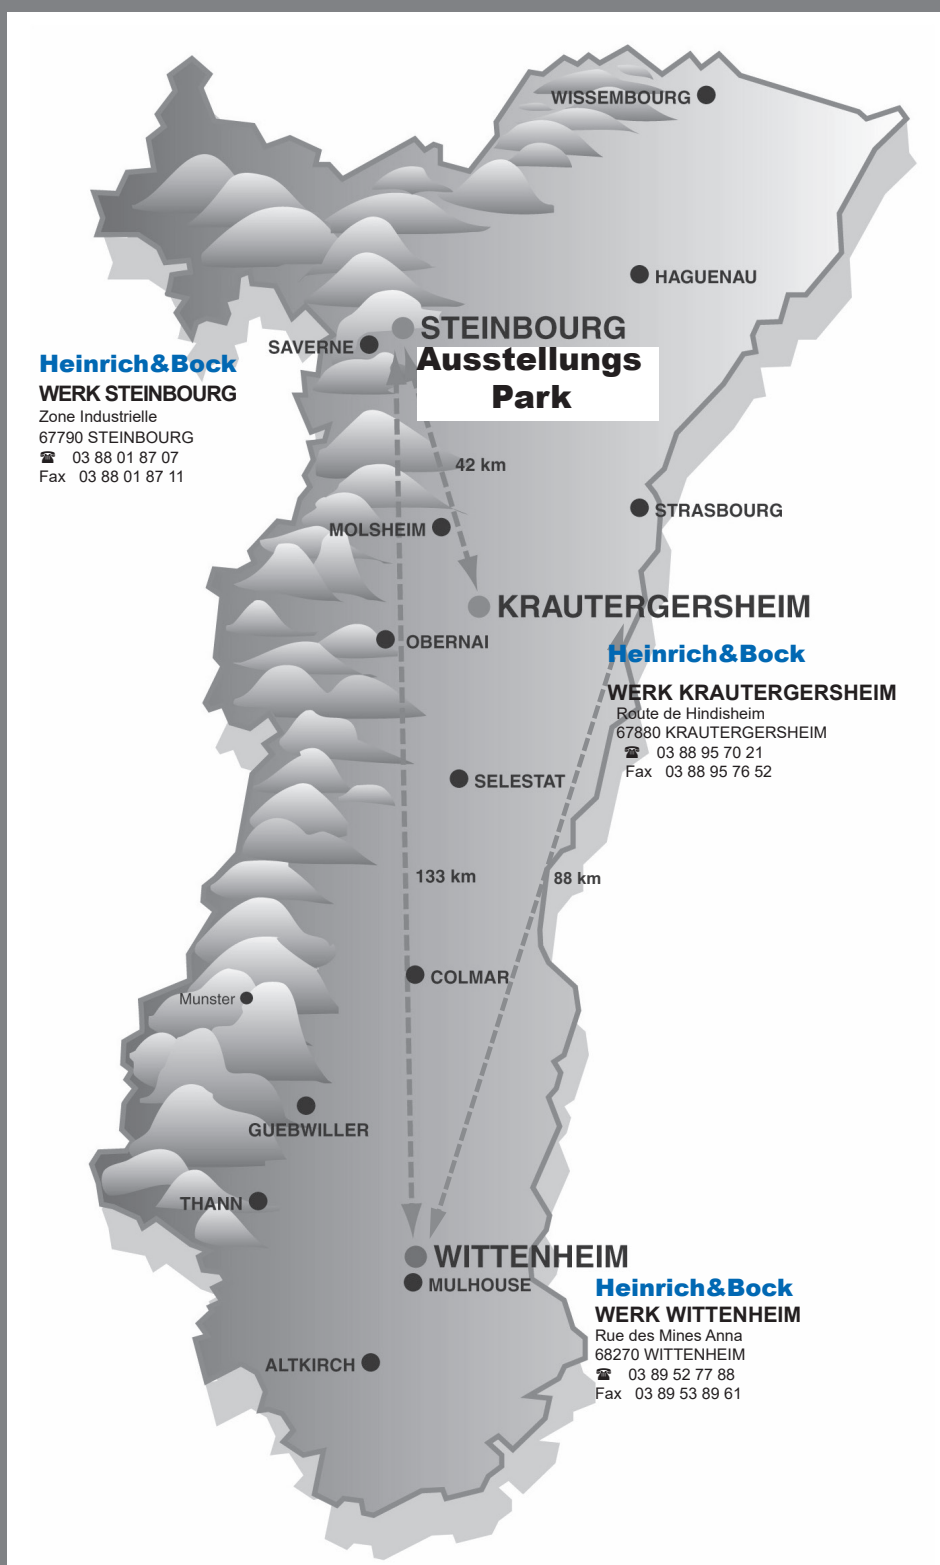 WISSEMBOURG
HAGUENAU
STEINBOURG
SAVERNE
Ausstellungs
Park
Heinrich&Bock
WERK STEINBOURG
Zone Industrielle
67790 STEINBOURG
☎ 03 88 01 87 07
Fax 03 88 01 87 11
42 km
STRASBOURG
MOLSHEIM
KRAUTERGERSHEIM
OBERNAI
Heinrich&Bock
WERK KRAUTERGERSHEIM
Route de Hindisheim
67880 KRAUTERGERSHEIM
☎ 03 88 95 70 21
Fax 03 88 95 76 52
SELESTAT
133 km
88 km
COLMAR
Munster
GUEBWILLER
THANN
WITTENHEIM
MULHOUSE
Heinrich&Bock
WERK WITTENHEIM
Rue des Mines Anna
68270 WITTENHEIM
☎ 03 89 52 77 88
Fax 03 89 53 89 61
ALTKIRCH